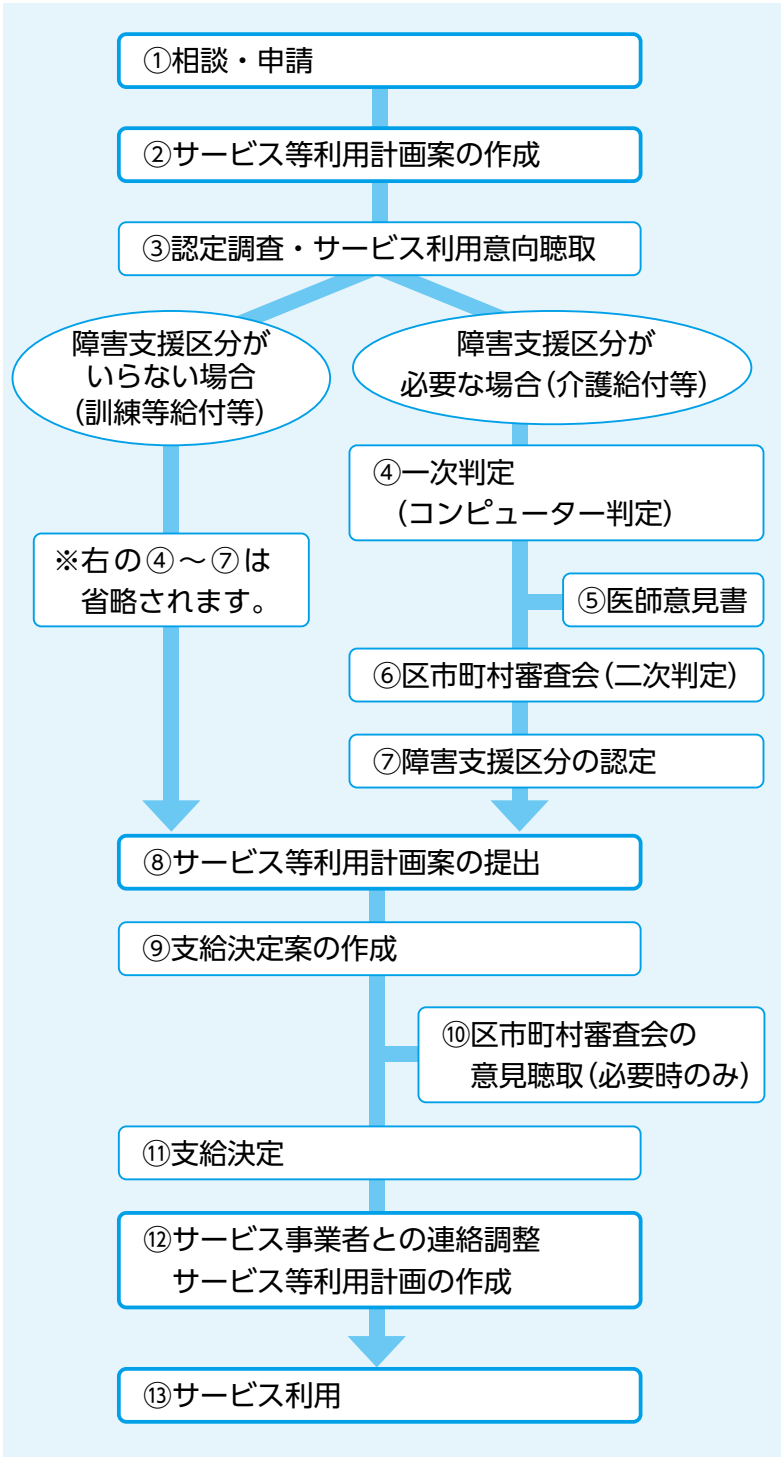 ①相談・申請
②サービス等利用計画案の作成
③認定調査・サービス利用意向聴取
障害支援区分が
いらない場合
(訓練等給付等)
※右の④～⑦は
省略されます。
障害支援区分が
必要な場合(介護給付等)
④一次判定
(コンピューター判定)
⑤医師意見書
⑥区市町村審査会(二次判定)
⑦障害支援区分の認定
⑧サービス等利用計画案の提出
⑨支給決定案の作成
⑩区市町村審査会の
意見聴取(必要時のみ)
⑪支給決定
⑫サービス事業者との連絡調整
サービス等利用計画の作成
⑬サービス利用